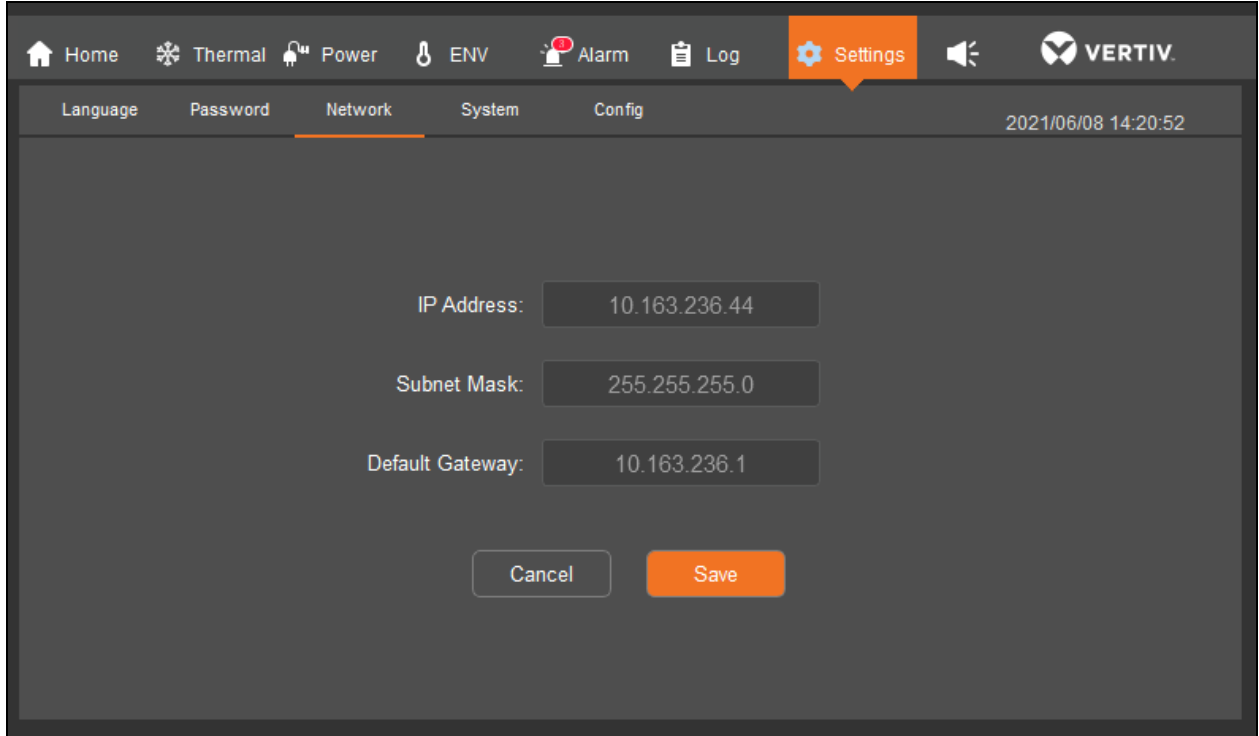 Home Thermal Power ENV 3 Alarm Log Settings VERTIV.
Language Password Network System Config 2021/06/08 14:20:52
IP Address: 10.163.236.44
Subnet Mask: 255.255.255.0
Default Gateway: 10.163.236.1
Cancel Save